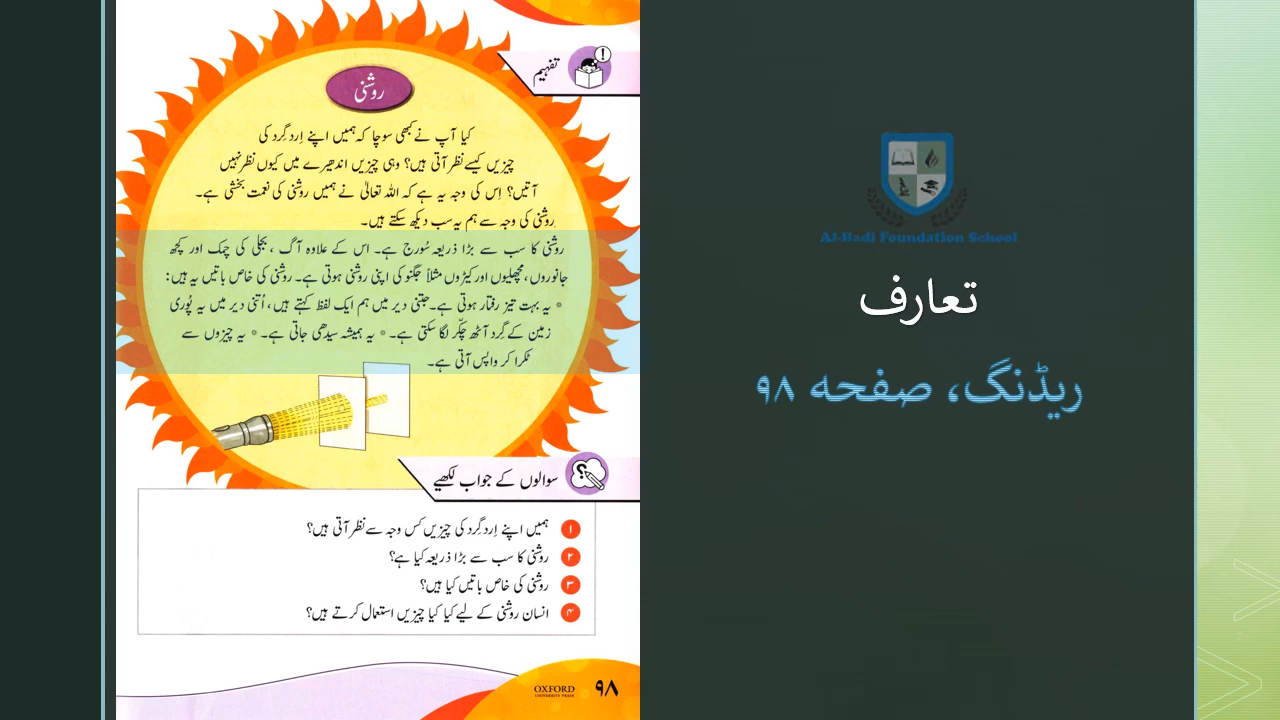 تفہیم
روشنی
کیا آپ نے کبھی سوچا کہ ہمیں اپنے اِردگِرد کی
چیزیں کیسے نظر آتی ہیں؟ وہی چیزیں اندھیرے میں کیوں نظر نہیں
آتیں؟ اِس کی وجہ یہ ہے کہ اللہ تعالیٰ نے ہمیں روشنی کی نعمت بخشی ہے۔
روشنی کی وجہ سے ہم یہ سب دیکھ سکتے ہیں۔
روشنی کا سب سے بڑا ذریعہ سُورج ہے۔ اس کے علاوہ آگ، بجلی کی چمک اور کچھ
جانوروں، مچھلیوں اور کیڑوں مثلاً جگنو کی اپنی روشنی ہوتی ہے۔ روشنی کی خاص باتیں یہ ہیں:
• یہ بہت تیز رفتار ہوتی ہے۔ جتنی دیر میں ہم ایک لفظ کہتے ہیں، اُتنی دیر میں یہ پُوری
زمین کے گِرد آٹھ چکّر لگا سکتی ہے۔ • یہ ہمیشہ سیدھی جاتی ہے۔ • یہ چیزوں سے
ٹکرا کر واپس آتی ہے۔
سوالوں کے جواب لکھیے
۱ ہمیں اپنے اِردگِرد کی چیزیں کس وجہ سے نظر آتی ہیں؟
۲ روشنی کا سب سے بڑا ذریعہ کیا ہے؟
۳ روشنی کی خاص باتیں کیا ہیں؟
۴ انسان روشنی کے لیے کیا کیا چیزیں استعمال کرتے ہیں؟
OXFORD
UNIVERSITY PRESS
۹۸
Al-Hadi Foundation School
تعارف
ریڈنگ، صفحہ ۹۸